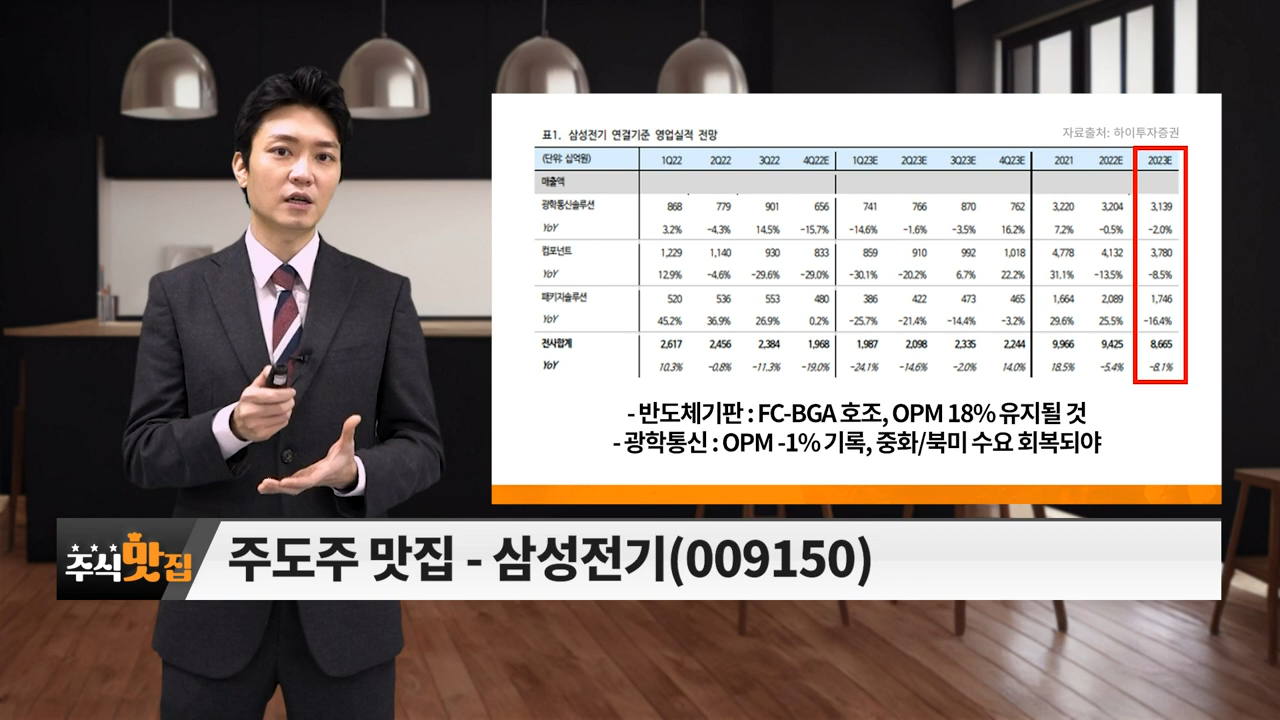 자료출처: 하이투자증권
표1. 삼성전기 연결기준 영업실적 전망
(단위: 십억원) 1Q22 2Q22 3Q22 4Q22E 1Q23E 2Q23E 3Q23E 4Q23E 2021 2022E 2023E
매출액
광학통신솔루션 868 779 901 656 741 766 870 762 3,220 3,204 3,139
YoY 3.2% -4.3% 14.5% -15.7% -14.6% -1.6% -3.5% 16.2% 7.2% -0.5% -2.0%
컴포넌트 1,229 1,140 930 833 859 910 992 1,018 4,778 4,132 3,780
YoY 12.9% -4.6% -29.6% -29.0% -30.1% -20.2% 6.7% 22.2% 31.1% -13.5% -8.5%
패키지솔루션 520 536 553 480 386 422 473 465 1,664 2,089 1,746
YoY 45.2% 36.9% 26.9% 0.2% -25.7% -21.4% -14.4% -3.2% 29.6% 25.5% -16.4%
전사합계 2,617 2,456 2,384 1,968 1,987 2,098 2,335 2,244 9,966 9,425 8,665
YoY 10.3% -0.8% -11.3% -19.0% -24.1% -14.6% -2.0% 14.0% 18.5% -5.4% -8.1%
- 반도체기판 : FC-BGA 호조, OPM 18% 유지될 것
- 광학통신 : OPM -1% 기록, 중화/북미 수요 회복되야
주식맛집
주도주 맛집 - 삼성전기(009150)